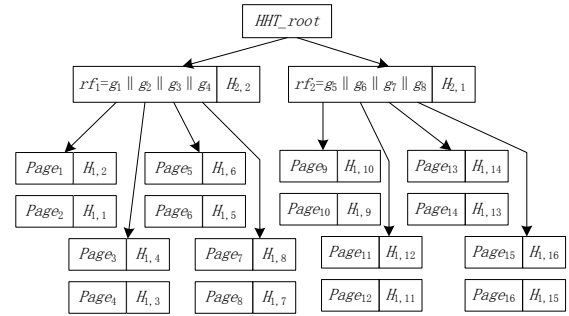 HHT_root
rf₁=g₁ ‖ g₂ ‖ g₃ ‖ g₄ H₂,₂ rf₂=g₅ ‖ g₆ ‖ g₇ ‖ g₈ H₂,₁
Page₁ H₁,₂ Page₅ H₁,₆ Page₉ H₁,₁₀ Page₁₃ H₁,₁₄
Page₂ H₁,₁ Page₆ H₁,₅ Page₁₀ H₁,₉ Page₁₄ H₁,₁₃
Page₃ H₁,₄ Page₇ H₁,₈ Page₁₁ H₁,₁₂ Page₁₅ H₁,₁₆
Page₄ H₁,₃ Page₈ H₁,₇ Page₁₂ H₁,₁₁ Page₁₆ H₁,₁₅